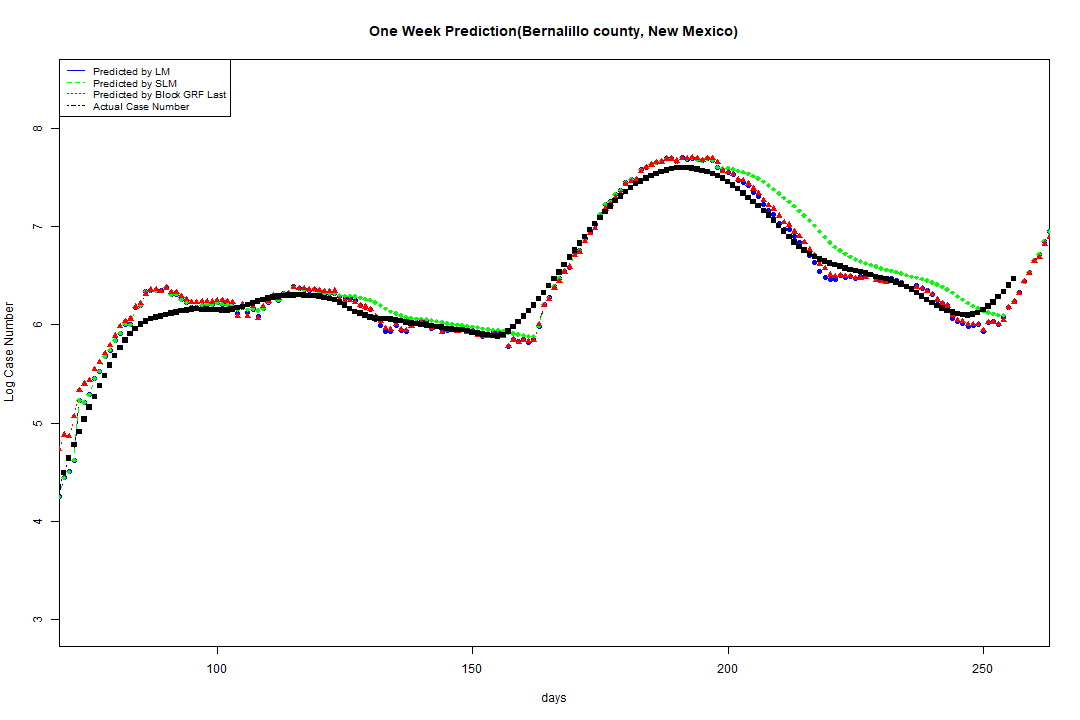 One Week Prediction(Bernalillo county, New Mexico)
Predicted by LM
Predicted by SLM
Predicted by Block GRF Last
Actual Case Number
8
7
6
5
4
3
Log Case Number
100 150 200 250
days